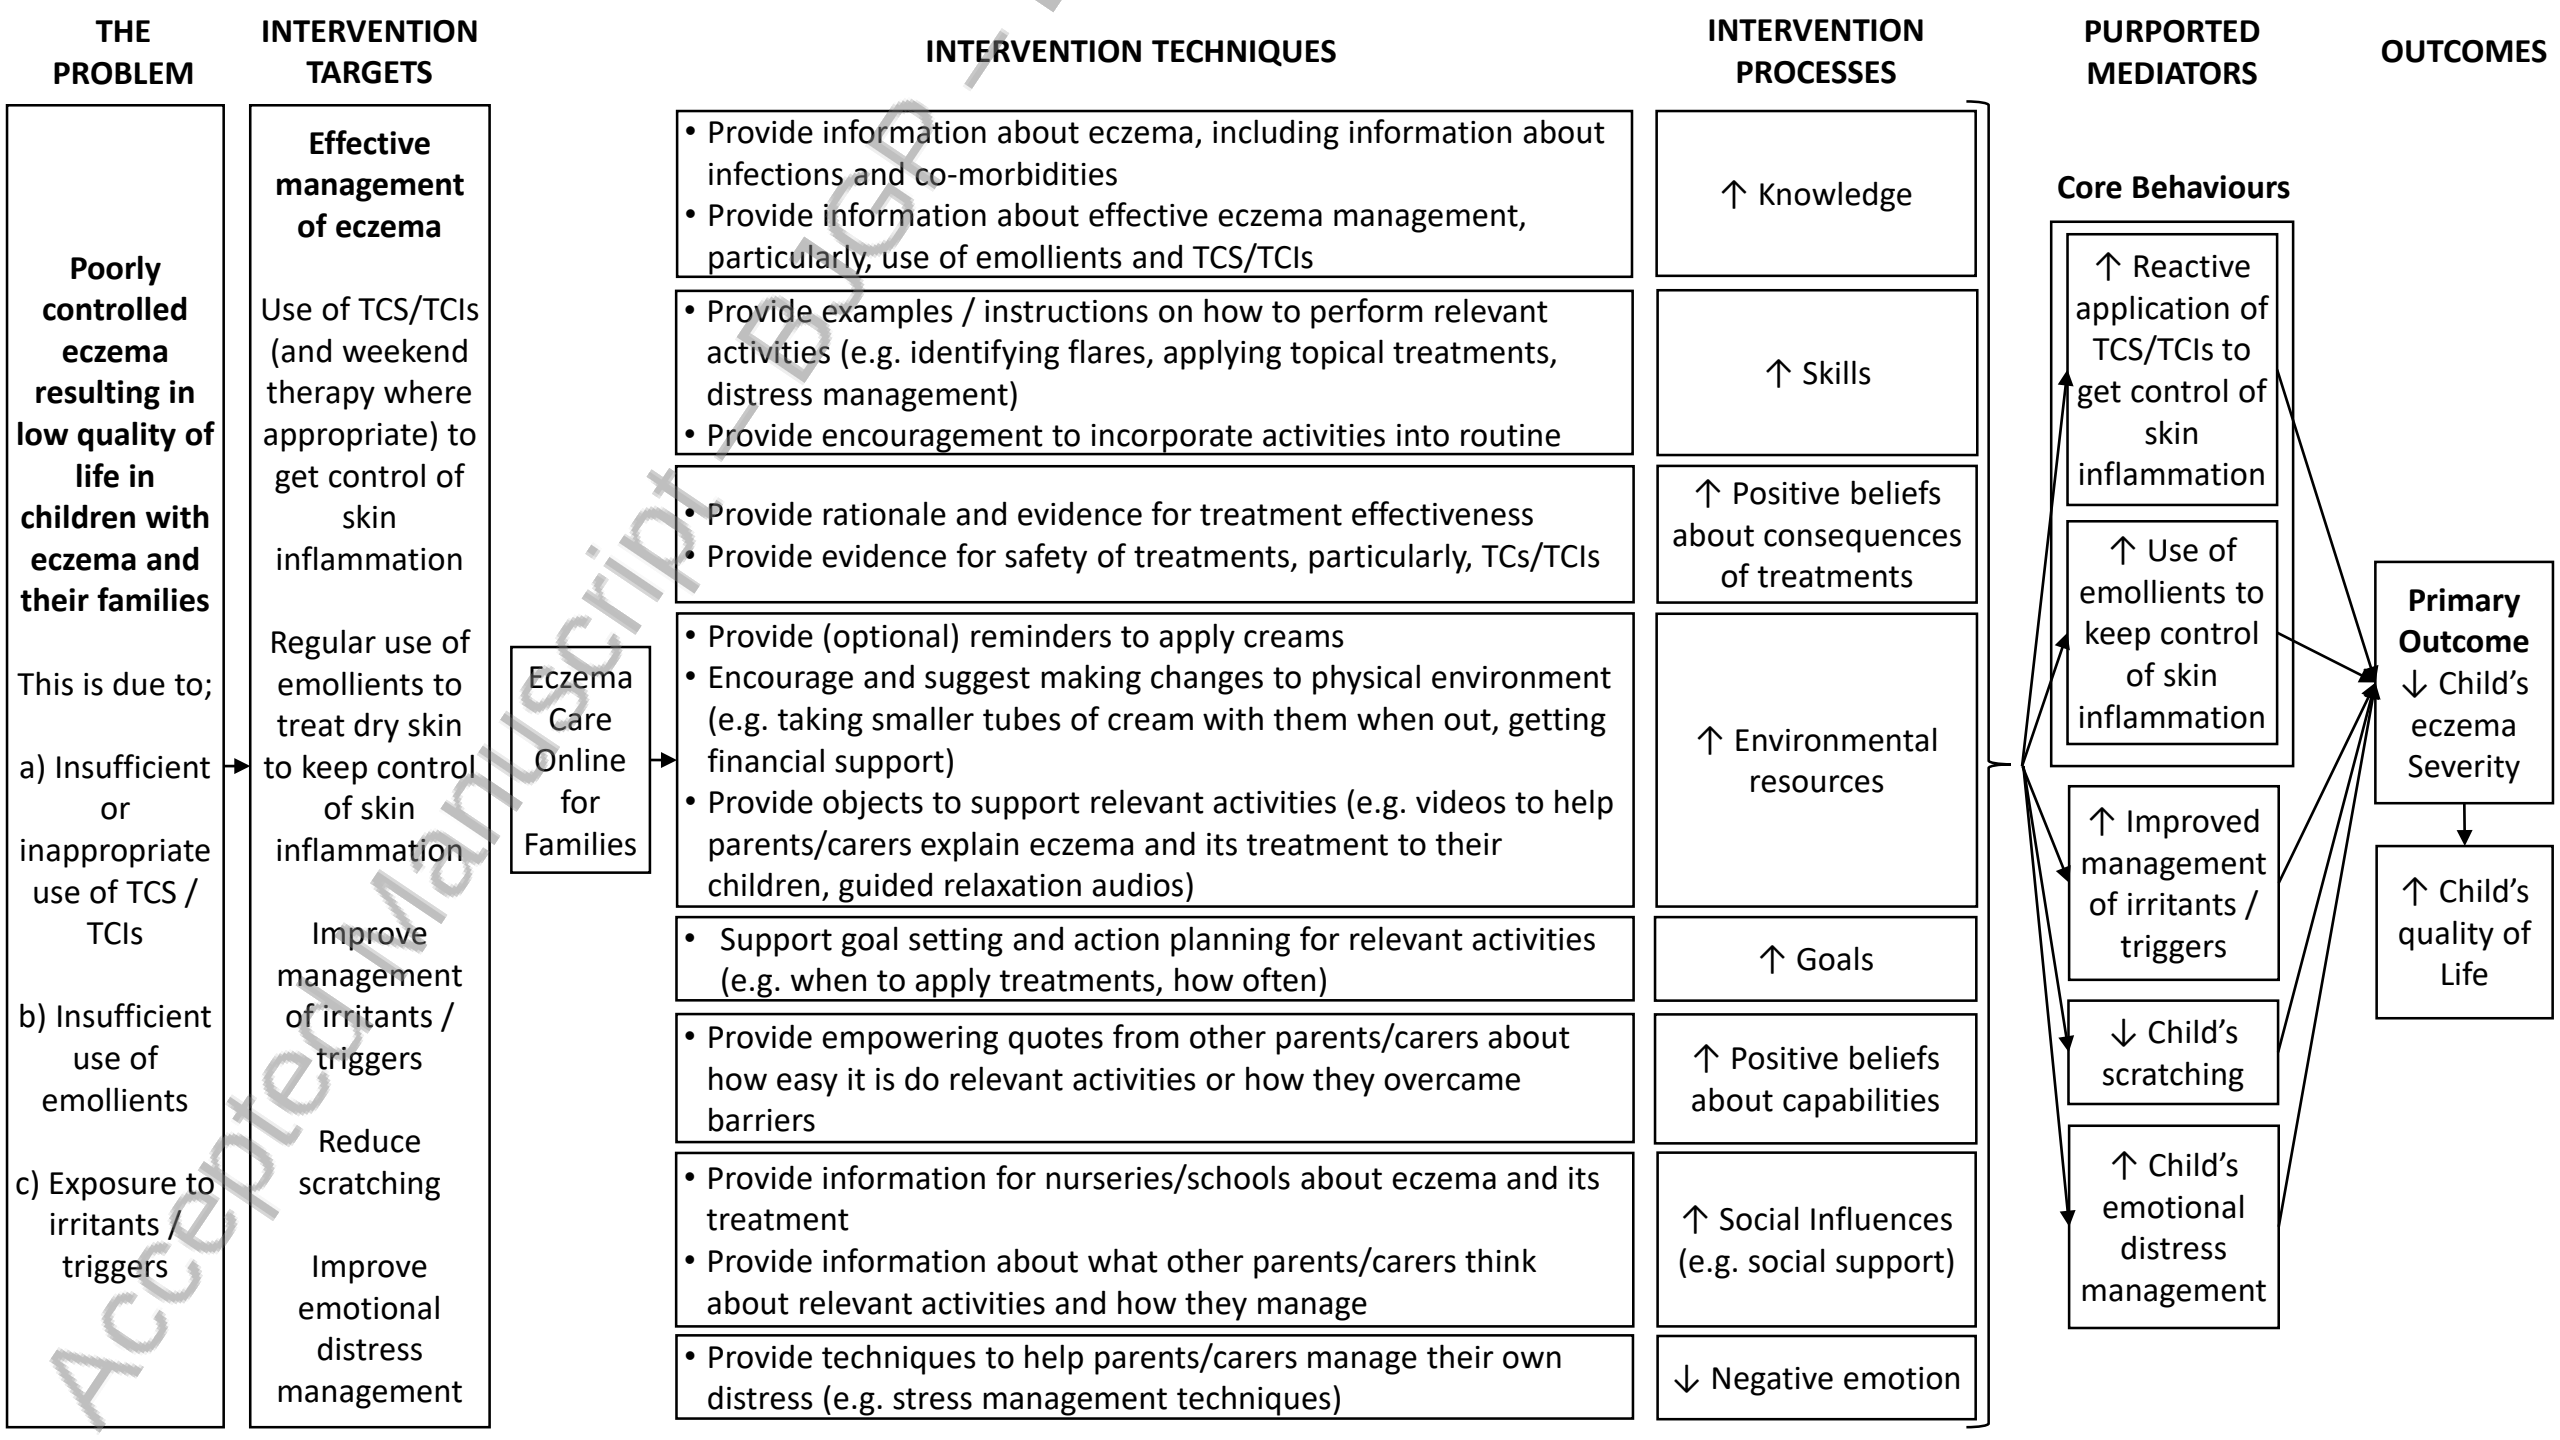 THE
PROBLEM
INTERVENTION
TARGETS
INTERVENTION TECHNIQUES
INTERVENTION
PROCESSES
PURPORTED
MEDIATORS
OUTCOMES
Poorly
controlled
eczema
resulting in
low quality of
life in
children with
eczema and
their families
This is due to;
a) Insufficient
or
inappropriate
use of TCS /
TCIs
b) Insufficient
use of
emollients
c) Exposure to
irritants /
triggers
Effective
management
of eczema
Use of TCS/TCIs
(and weekend
therapy where
appropriate) to
get control of
skin
inflammation
Regular use of
emollients to
treat dry skin
to keep control
of skin
inflammation
Improve
management
of irritants /
triggers
Reduce
scratching
Improve
emotional
distress
management
Eczema
Care
Online
for
Families
• Provide information about eczema, including information about
infections and co-morbidities
• Provide information about effective eczema management,
particularly, use of emollients and TCS/TCIs
↑ Knowledge
• Provide examples / instructions on how to perform relevant
activities (e.g. identifying flares, applying topical treatments,
distress management)
• Provide encouragement to incorporate activities into routine
↑ Skills
• Provide rationale and evidence for treatment effectiveness
• Provide evidence for safety of treatments, particularly, TCs/TCIs
↑ Positive beliefs
about consequences
of treatments
• Provide (optional) reminders to apply creams
• Encourage and suggest making changes to physical environment
(e.g. taking smaller tubes of cream with them when out, getting
financial support)
• Provide objects to support relevant activities (e.g. videos to help
parents/carers explain eczema and its treatment to their
children, guided relaxation audios)
↑ Environmental
resources
• Support goal setting and action planning for relevant activities
(e.g. when to apply treatments, how often)
↑ Goals
• Provide empowering quotes from other parents/carers about
how easy it is do relevant activities or how they overcame
barriers
↑ Positive beliefs
about capabilities
• Provide information for nurseries/schools about eczema and its
treatment
• Provide information about what other parents/carers think
about relevant activities and how they manage
↑ Social Influences
(e.g. social support)
• Provide techniques to help parents/carers manage their own
distress (e.g. stress management techniques)
↓ Negative emotion
Core Behaviours
↑ Reactive
application of
TCS/TCIs to
get control of
skin
inflammation
↑ Use of
emollients to
keep control
of skin
inflammation
↑ Improved
management
of irritants /
triggers
↓ Child's
scratching
↑ Child's
emotional
distress
management
Primary
Outcome
↓ Child's
eczema
Severity
↑ Child's
quality of
Life
Accepted Manuscript – BJGP –